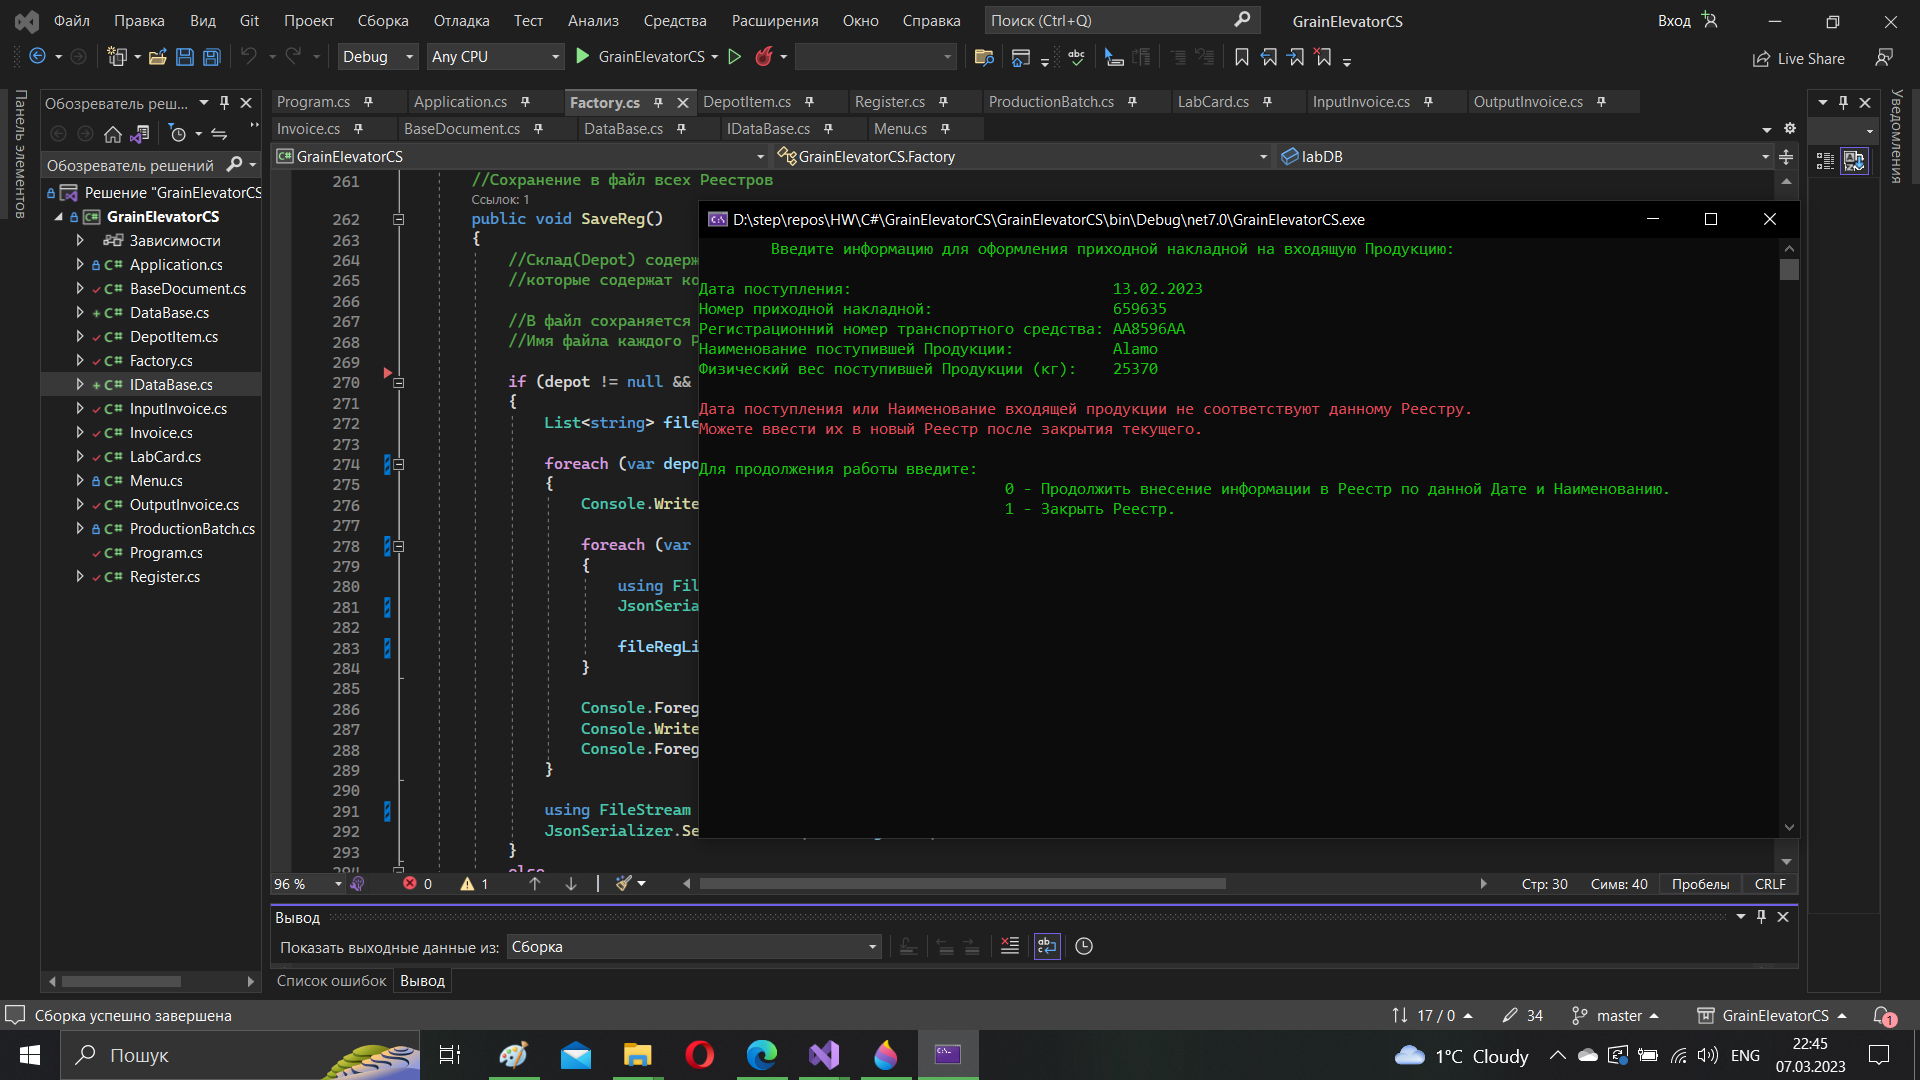 Файл Правка Вид Git Проект Сборка Отладка Тест Анализ Средства Расширения Окно Справка Поиск (Ctrl+Q) GrainElevatorCS Вход
Debug Any CPU GrainElevatorCS Live Share
Панель элементов
Обозреватель реш...
Обозреватель решений
Решение "GrainElevatorCS
GrainElevatorCS
Зависимости
Application.cs
BaseDocument.cs
DataBase.cs
DepotItem.cs
Factory.cs
IDataBase.cs
InputInvoice.cs
Invoice.cs
LabCard.cs
Menu.cs
OutputInvoice.cs
ProductionBatch.cs
Program.cs
Register.cs
Program.cs Application.cs Factory.cs DepotItem.cs Register.cs ProductionBatch.cs LabCard.cs InputInvoice.cs OutputInvoice.cs
Invoice.cs BaseDocument.cs DataBase.cs IDataBase.cs Menu.cs
GrainElevatorCS GrainElevatorCS.Factory labDB
261 //Сохранение в файл всех Реестров
Ссылок: 1
262 public void SaveReg()
263 {
264 //Склад(Depot) содерж
265 //которые содержат ко
266
267 //В файл сохраняется
268 //Имя файла каждого Р
269
270 if (depot != null &&
271 {
272 List<string> file
273
274 foreach (var depo
275 {
276 Console.Write
277
278 foreach (var
279 {
280 using Fil
281 JsonSeria
282
283 fileRegLi
284 }
285
286 Console.Foreg
287 Console.Write
288 Console.Foreg
289 }
290
291 using FileStream
292 JsonSerializer.Se
293 }
294 else
D:\step\repos\HW\C#\GrainElevatorCS\GrainElevatorCS\bin\Debug\net7.0\GrainElevatorCS.exe
Введите информацию для оформления приходной накладной на входящую Продукцию:
Дата поступления: 13.02.2023
Номер приходной накладной: 659635
Регистрационний номер транспортного средства: АА8596АА
Наименование поступившей Продукции: Alamo
Физический вес поступившей Продукции (кг): 25370
Дата поступления или Наименование входящей продукции не соответствуют данному Реестру.
Можете ввести их в новый Реестр после закрытия текущего.
Для продолжения работы введите:
0 - Продолжить внесение информации в Реестр по данной Дате и Наименованию.
1 - Закрыть Реестр.
Уведомления
96 % 0 1 Стр: 30 Симв: 40 Пробелы CRLF
Вывод
Показать выходные данные из: Сборка
Список ошибок Вывод
Сборка успешно завершена 17 / 0 34 master GrainElevatorCS 1
Пошук 1°C Cloudy ENG 22:45
07.03.2023